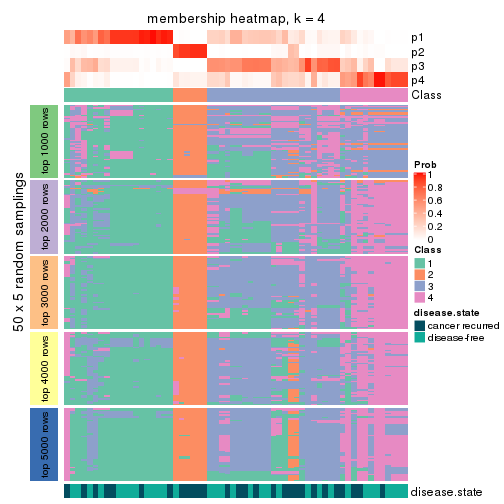 membership heatmap, k = 4
p1
p2
p3
p4
Class
50 x 5 random samplings
top 1000 rows
top 2000 rows
top 3000 rows
top 4000 rows
top 5000 rows
disease.state
Prob
1
0.8
0.6
0.4
0.2
0
Class
1
2
3
4
disease.state
cancer recurred
disease-free